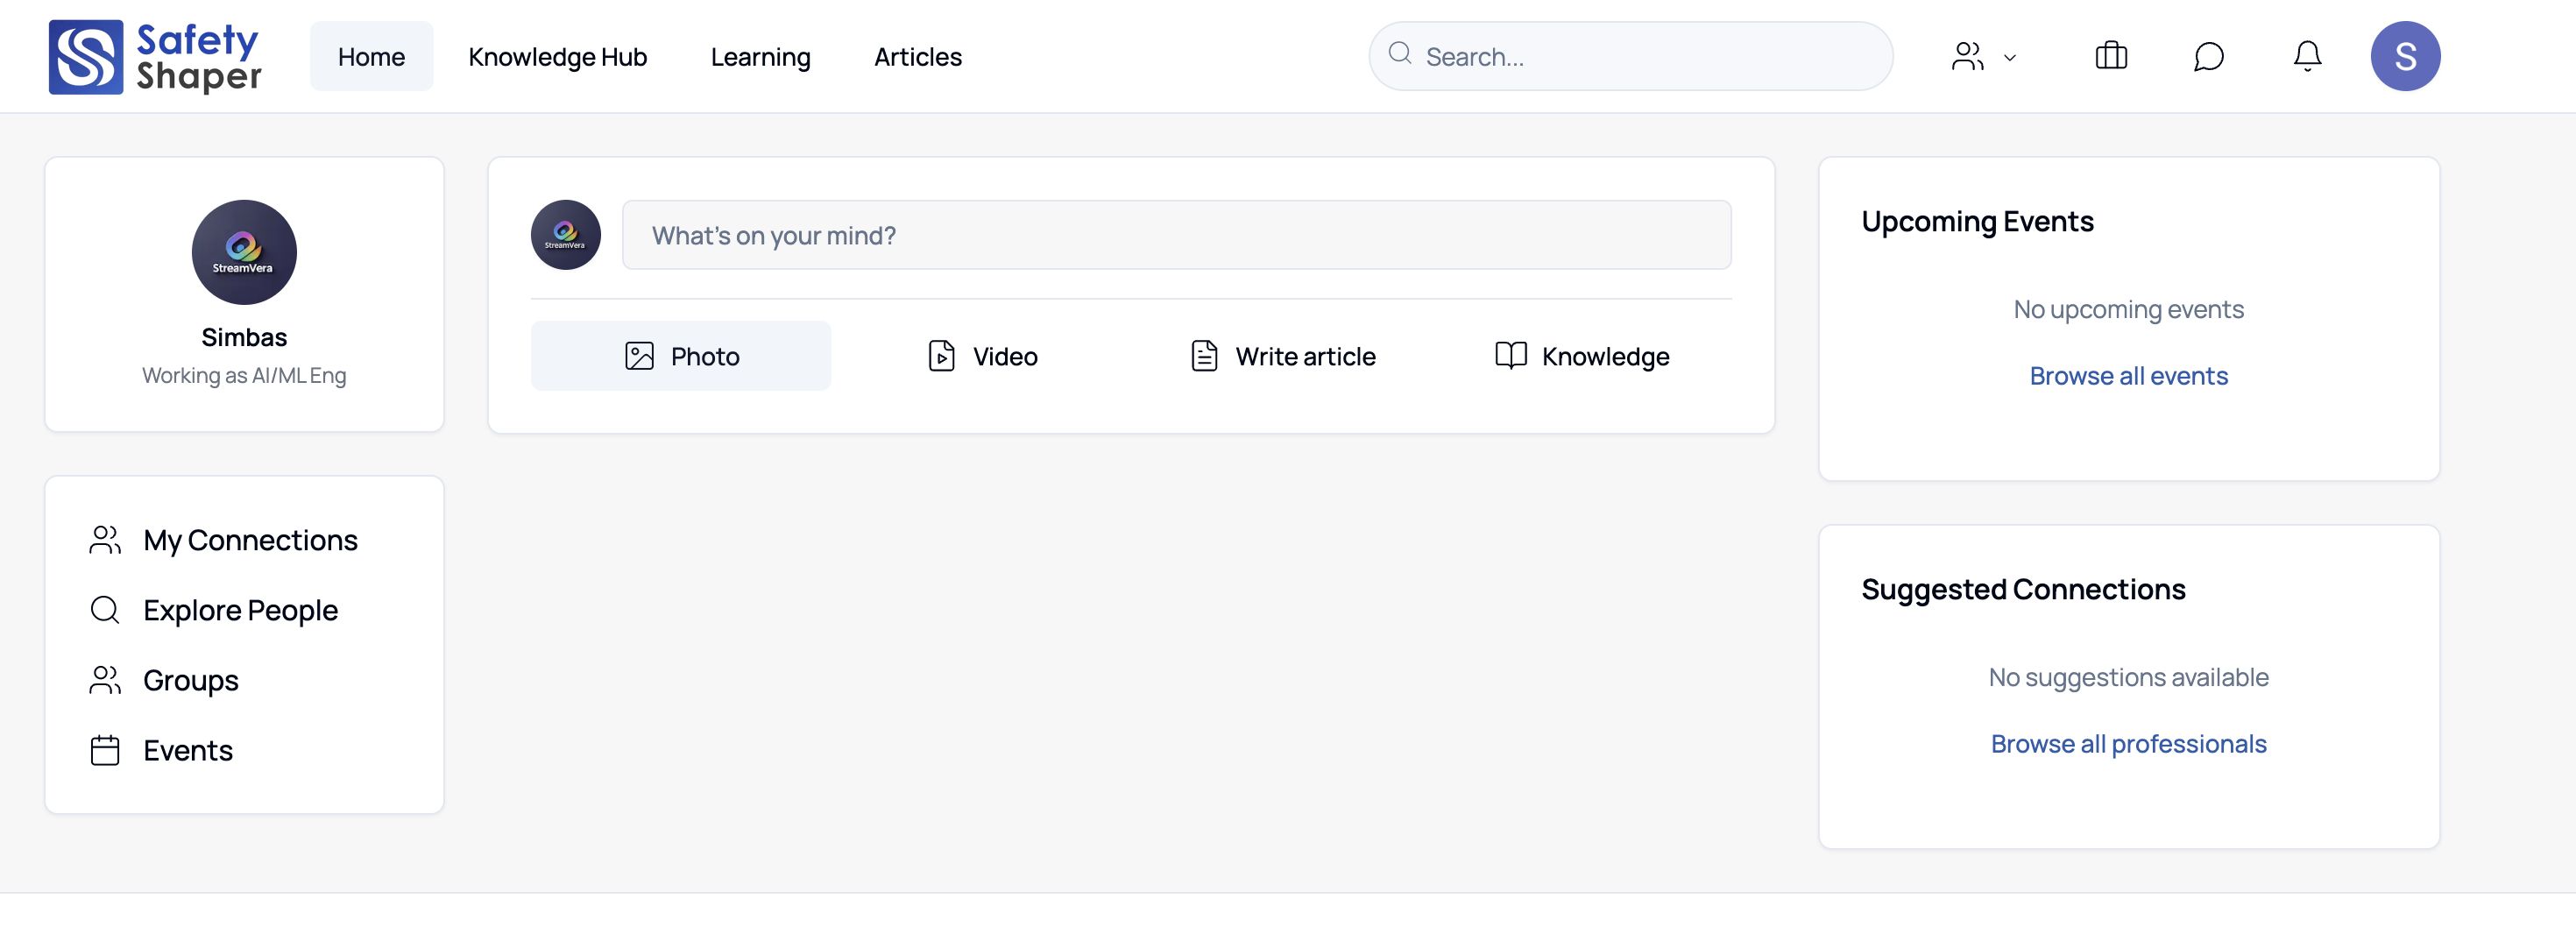 Safety
Shaper
Home
Knowledge Hub
Learning
Articles
Search...
S
StreamVera
Simbas
Working as AI/ML Eng
My Connections
Explore People
Groups
Events
StreamVera
What's on your mind?
Photo
Video
Write article
Knowledge
Upcoming Events
No upcoming events
Browse all events
Suggested Connections
No suggestions available
Browse all professionals